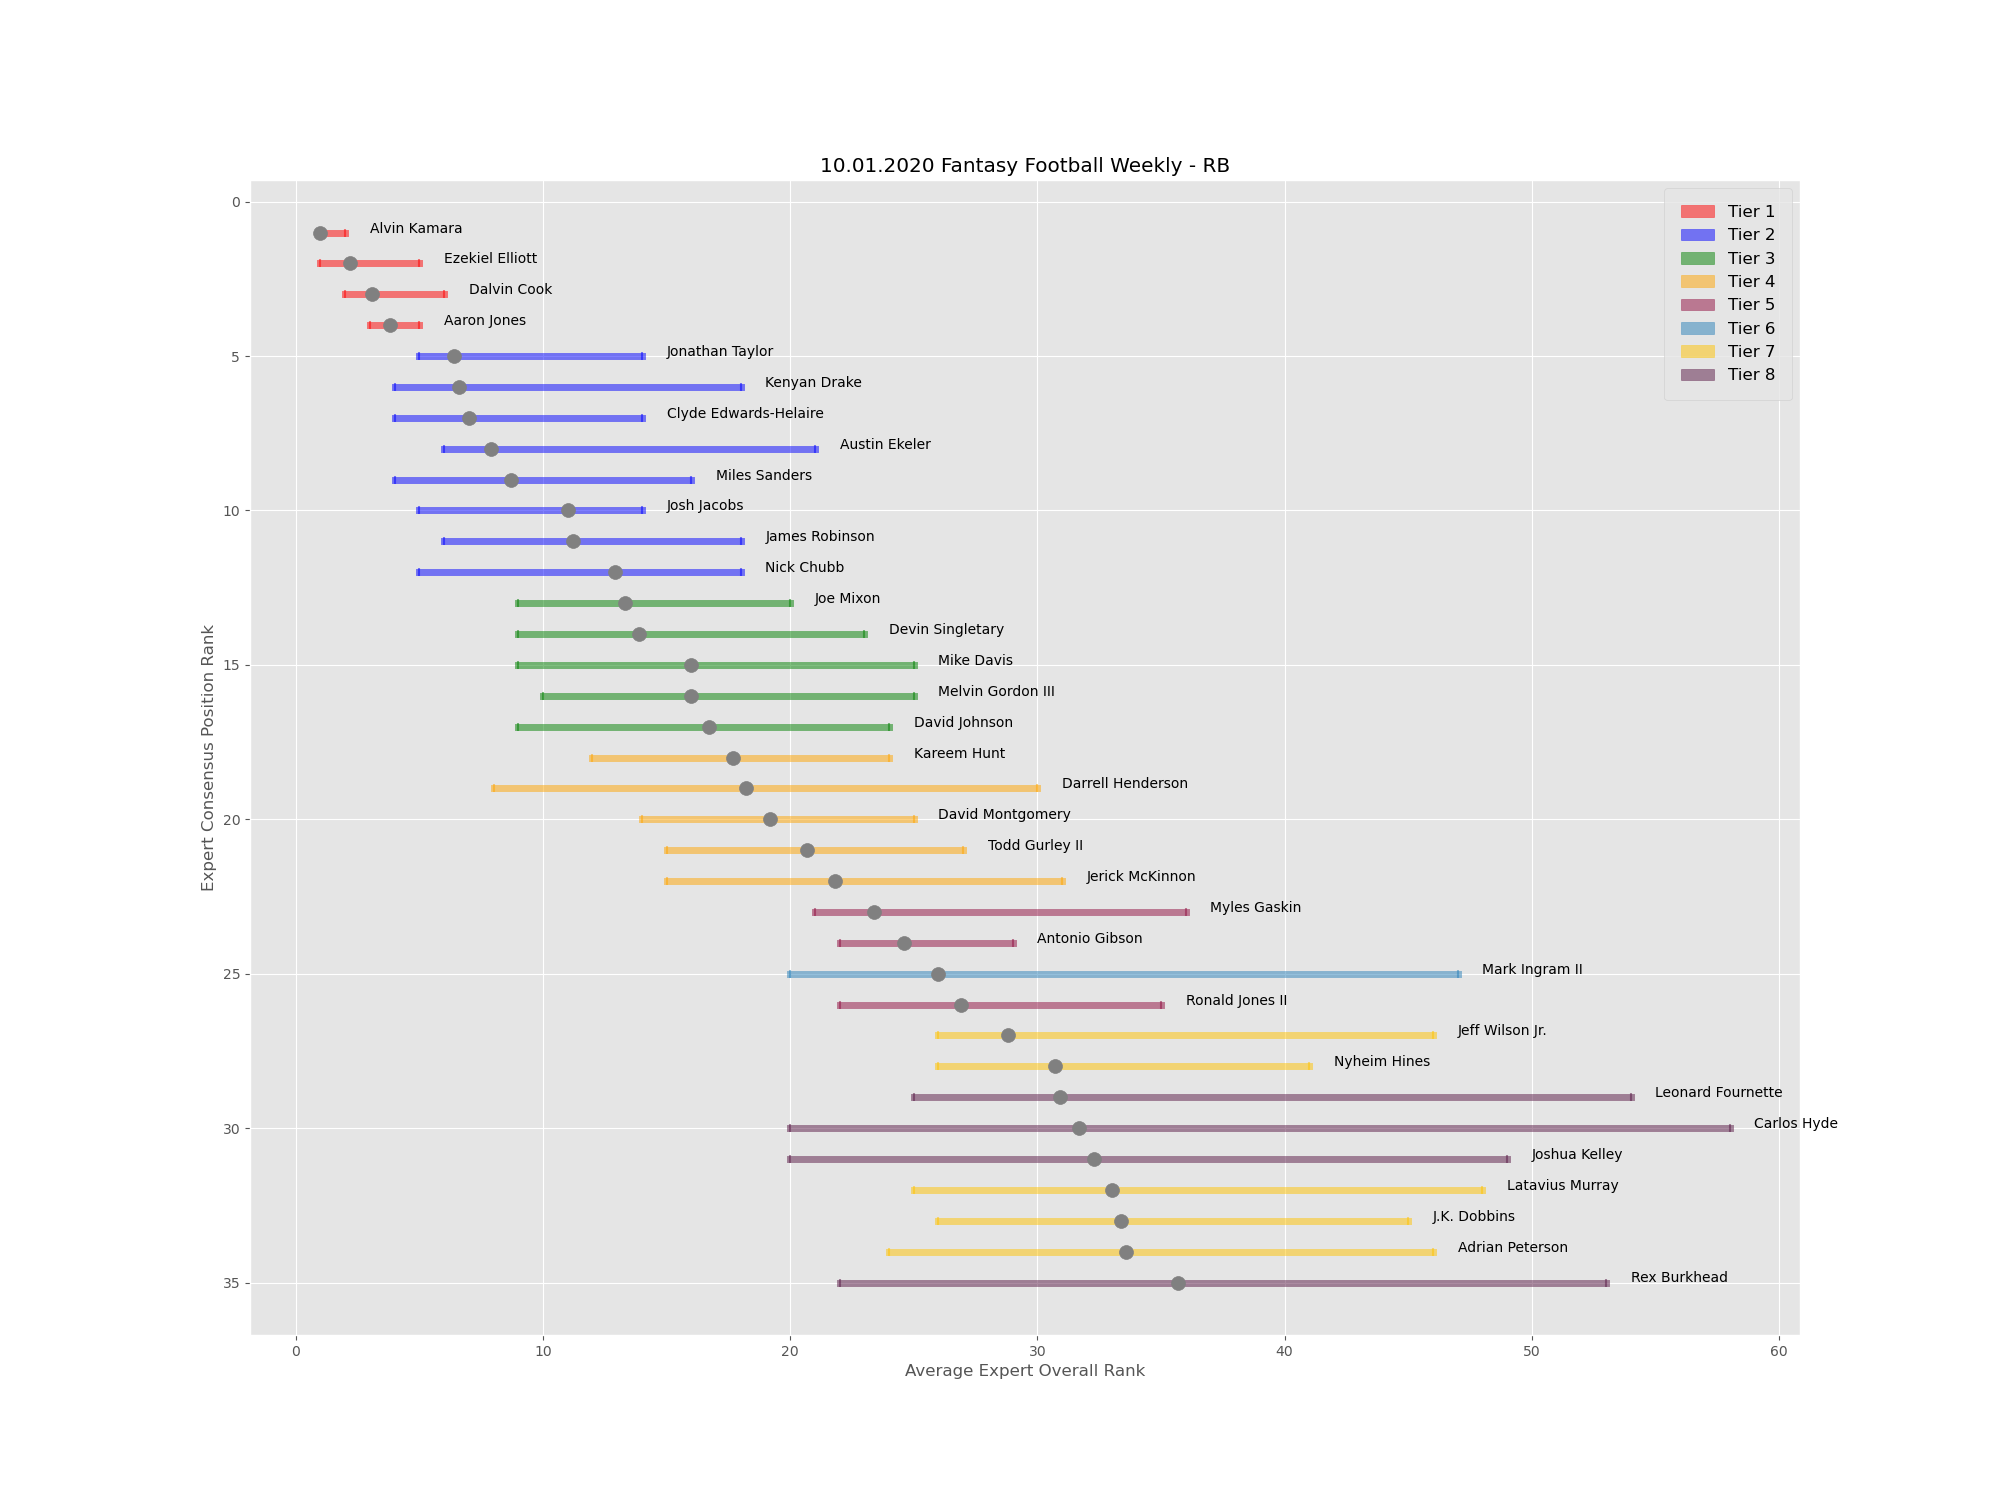 10.01.2020 Fantasy Football Weekly - RB
0
Alvin Kamara
Ezekiel Elliott
Dalvin Cook
Aaron Jones
5
Jonathan Taylor
Kenyan Drake
Clyde Edwards-Helaire
Austin Ekeler
Miles Sanders
10
Josh Jacobs
James Robinson
Nick Chubb
Joe Mixon
Devin Singletary
15
Mike Davis
Melvin Gordon III
David Johnson
Kareem Hunt
Darrell Henderson
20
David Montgomery
Todd Gurley II
Jerick McKinnon
Myles Gaskin
Antonio Gibson
25
Mark Ingram II
Ronald Jones II
Jeff Wilson Jr.
Nyheim Hines
Leonard Fournette
30
Carlos Hyde
Joshua Kelley
Latavius Murray
J.K. Dobbins
Adrian Peterson
35
Rex Burkhead
Tier 1
Tier 2
Tier 3
Tier 4
Tier 5
Tier 6
Tier 7
Tier 8
Expert Consensus Position Rank
0 10 20 30 40 50 60
Average Expert Overall Rank